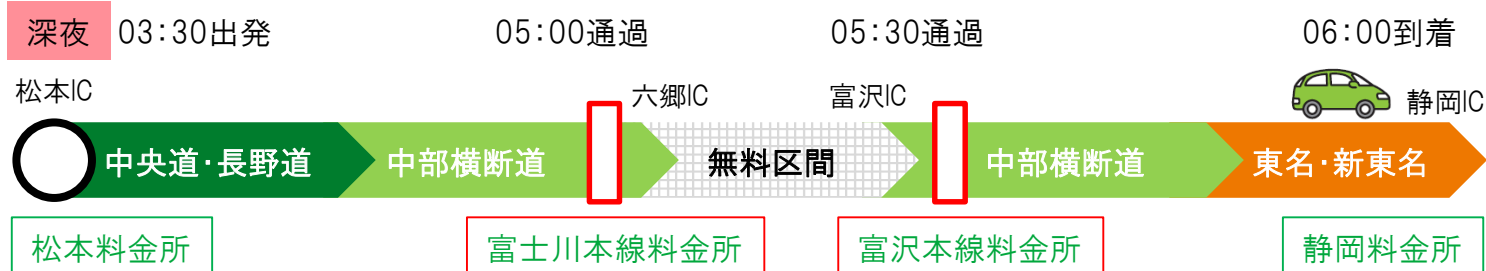 深夜 03:30出発 05:00通過 05:30通過 06:00到着
松本IC 六郷IC 富沢IC 静岡IC
中央道・長野道 中部横断道 無料区間 中部横断道 東名・新東名
松本料金所 富士川本線料金所 富沢本線料金所 静岡料金所